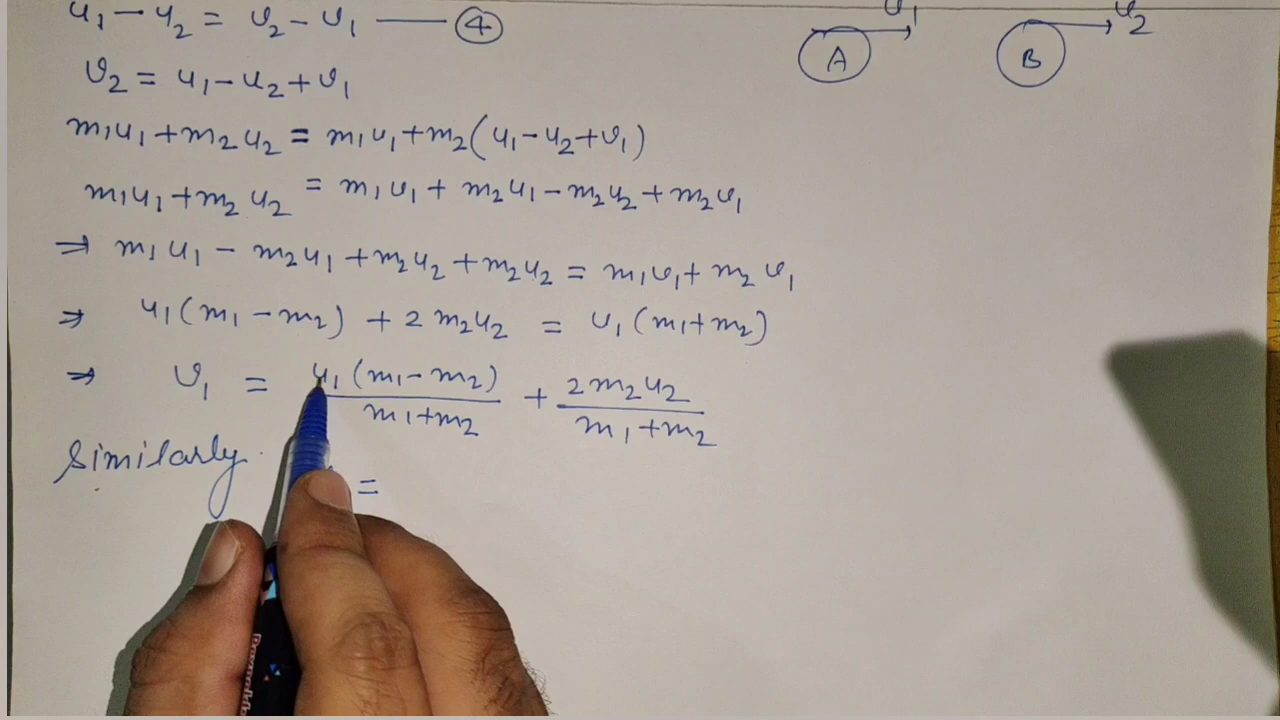 u₁ - u₂ = v₂ - v₁ —— ④
v₁
v₂
A
B
v₂ = u₁ - u₂ + v₁
m₁u₁ + m₂u₂ = m₁v₁ + m₂(u₁ - u₂ + v₁)
m₁u₁ + m₂u₂ = m₁v₁ + m₂u₁ - m₂u₂ + m₂v₁
⇒ m₁u₁ - m₂u₁ + m₂u₂ + m₂u₂ = m₁v₁ + m₂v₁
⇒ u₁(m₁ - m₂) + 2m₂u₂ = v₁(m₁ + m₂)
⇒ v₁ = u₁(m₁ - m₂)/m₁ + m₂ + 2m₂u₂/m₁ + m₂
Similarly =